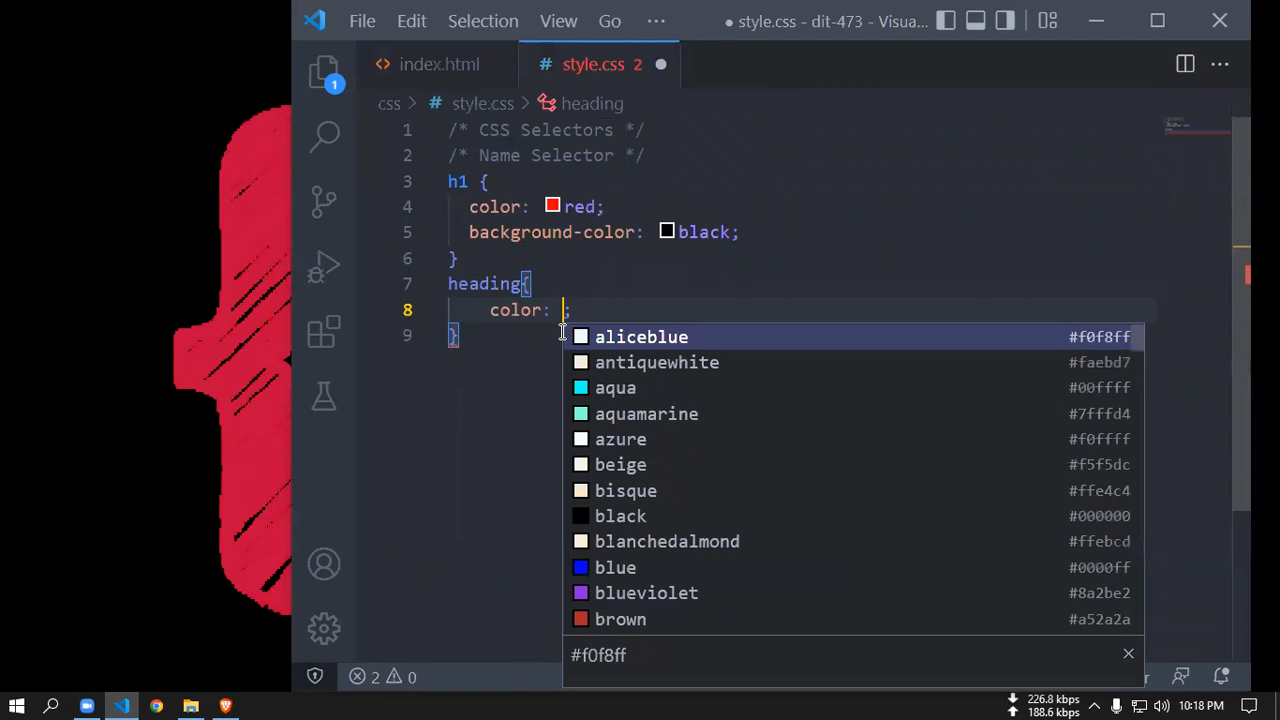 File Edit Selection View Go ··· ● style.css - dit-473 - Visua...
<> index.html # style.css 2 ●
1
css > # style.css > heading
1 /* CSS Selectors */
2 /* Name Selector */
3 h1 {
4 color: red;
5 background-color: black;
6 }
7 heading{
8 color: ;
9 }
aliceblue #f0f8ff
antiquewhite #faebd7
aqua #00ffff
aquamarine #7fffd4
azure #f0ffff
beige #f5f5dc
bisque #ffe4c4
black #000000
blanchedalmond #ffebcd
blue #0000ff
blueviolet #8a2be2
brown #a52a2a
#f0f8ff
2 0
226.8 kbps
188.6 kbps
10:18 PM